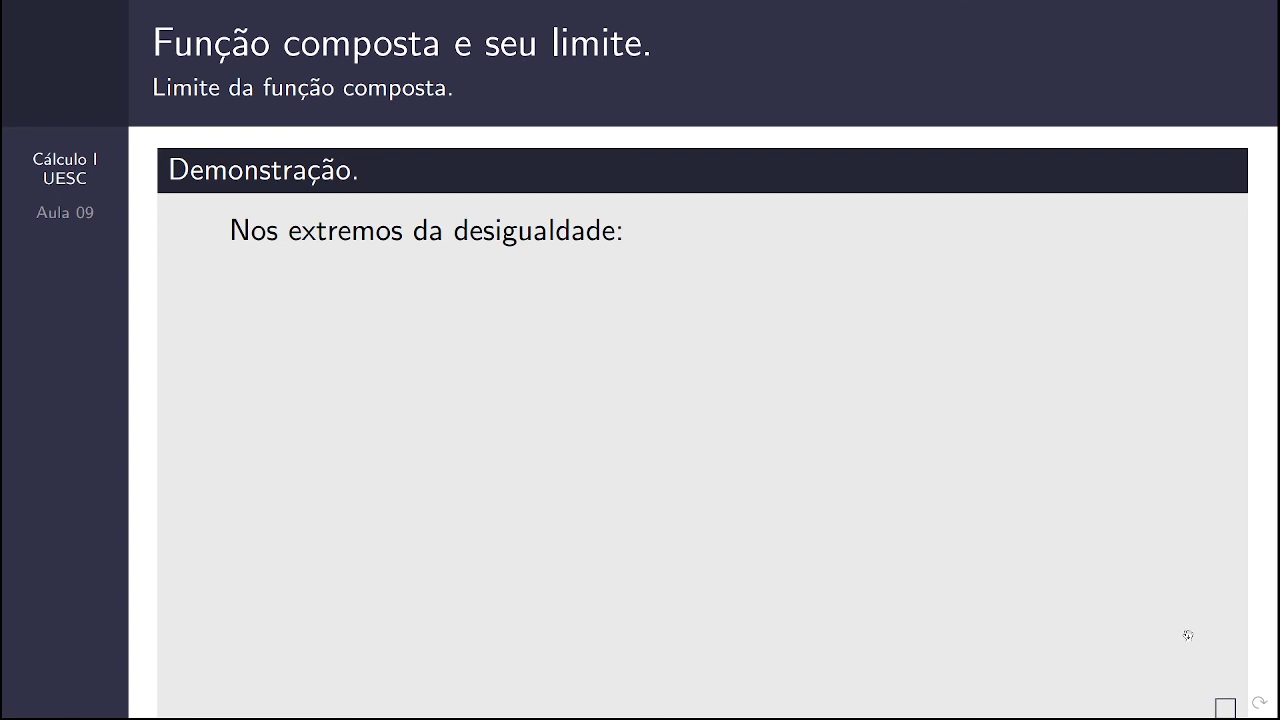 Função composta e seu limite.
Limite da função composta.
Cálculo I
UESC
Aula 09
Demonstração.
Nos extremos da desigualdade: